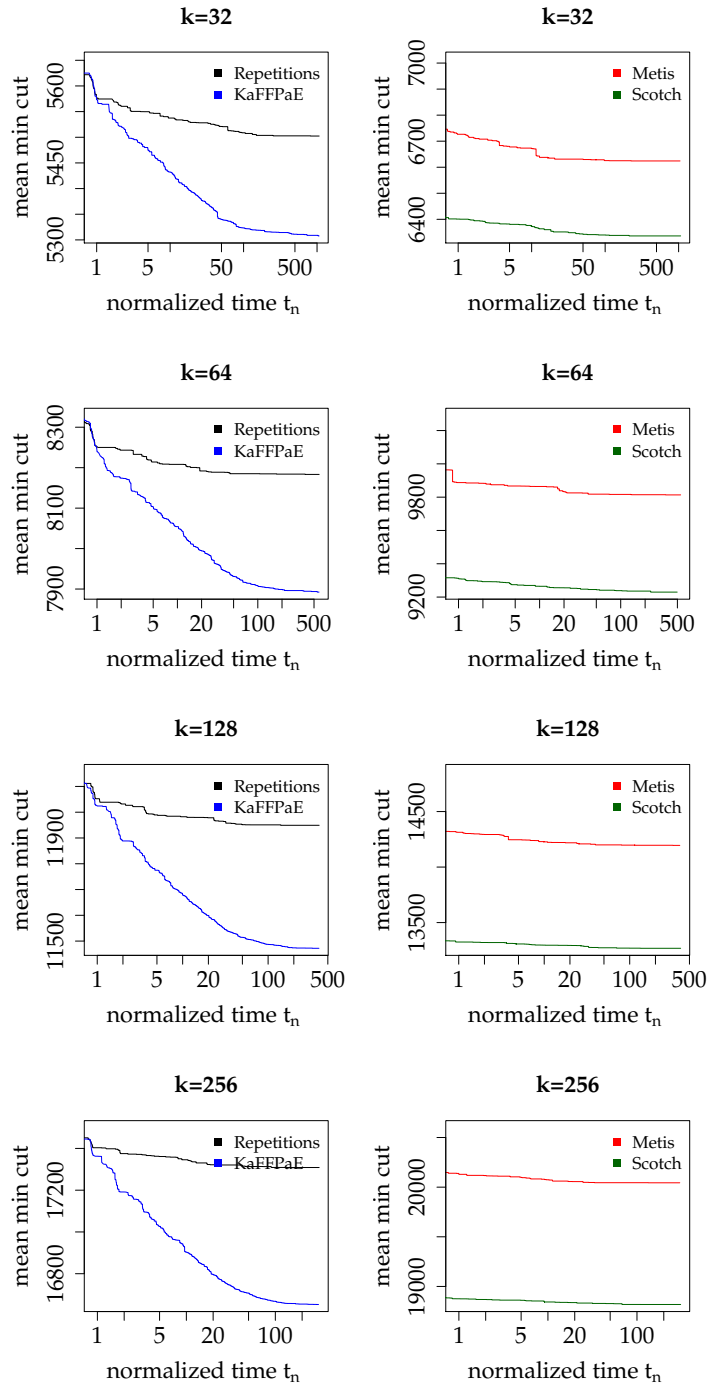 k=32
mean min cut
5300 5450 5600
Repetitions
KaFFPaE
1 5 50 500
normalized time t_n
k=32
mean min cut
6400 6700 7000
Metis
Scotch
1 5 50 500
normalized time t_n
k=64
mean min cut
7900 8100 8300
Repetitions
KaFFPaE
1 5 20 100 500
normalized time t_n
k=64
mean min cut
9200 9800
Metis
Scotch
1 5 20 100 500
normalized time t_n
k=128
mean min cut
11500 11900
Repetitions
KaFFPaE
1 5 20 100 500
normalized time t_n
k=128
mean min cut
13500 14500
Metis
Scotch
1 5 20 100 500
normalized time t_n
k=256
mean min cut
16800 17200
Repetitions
KaFFPaE
1 5 20 100
normalized time t_n
k=256
mean min cut
19000 20000
Metis
Scotch
1 5 20 100
normalized time t_n